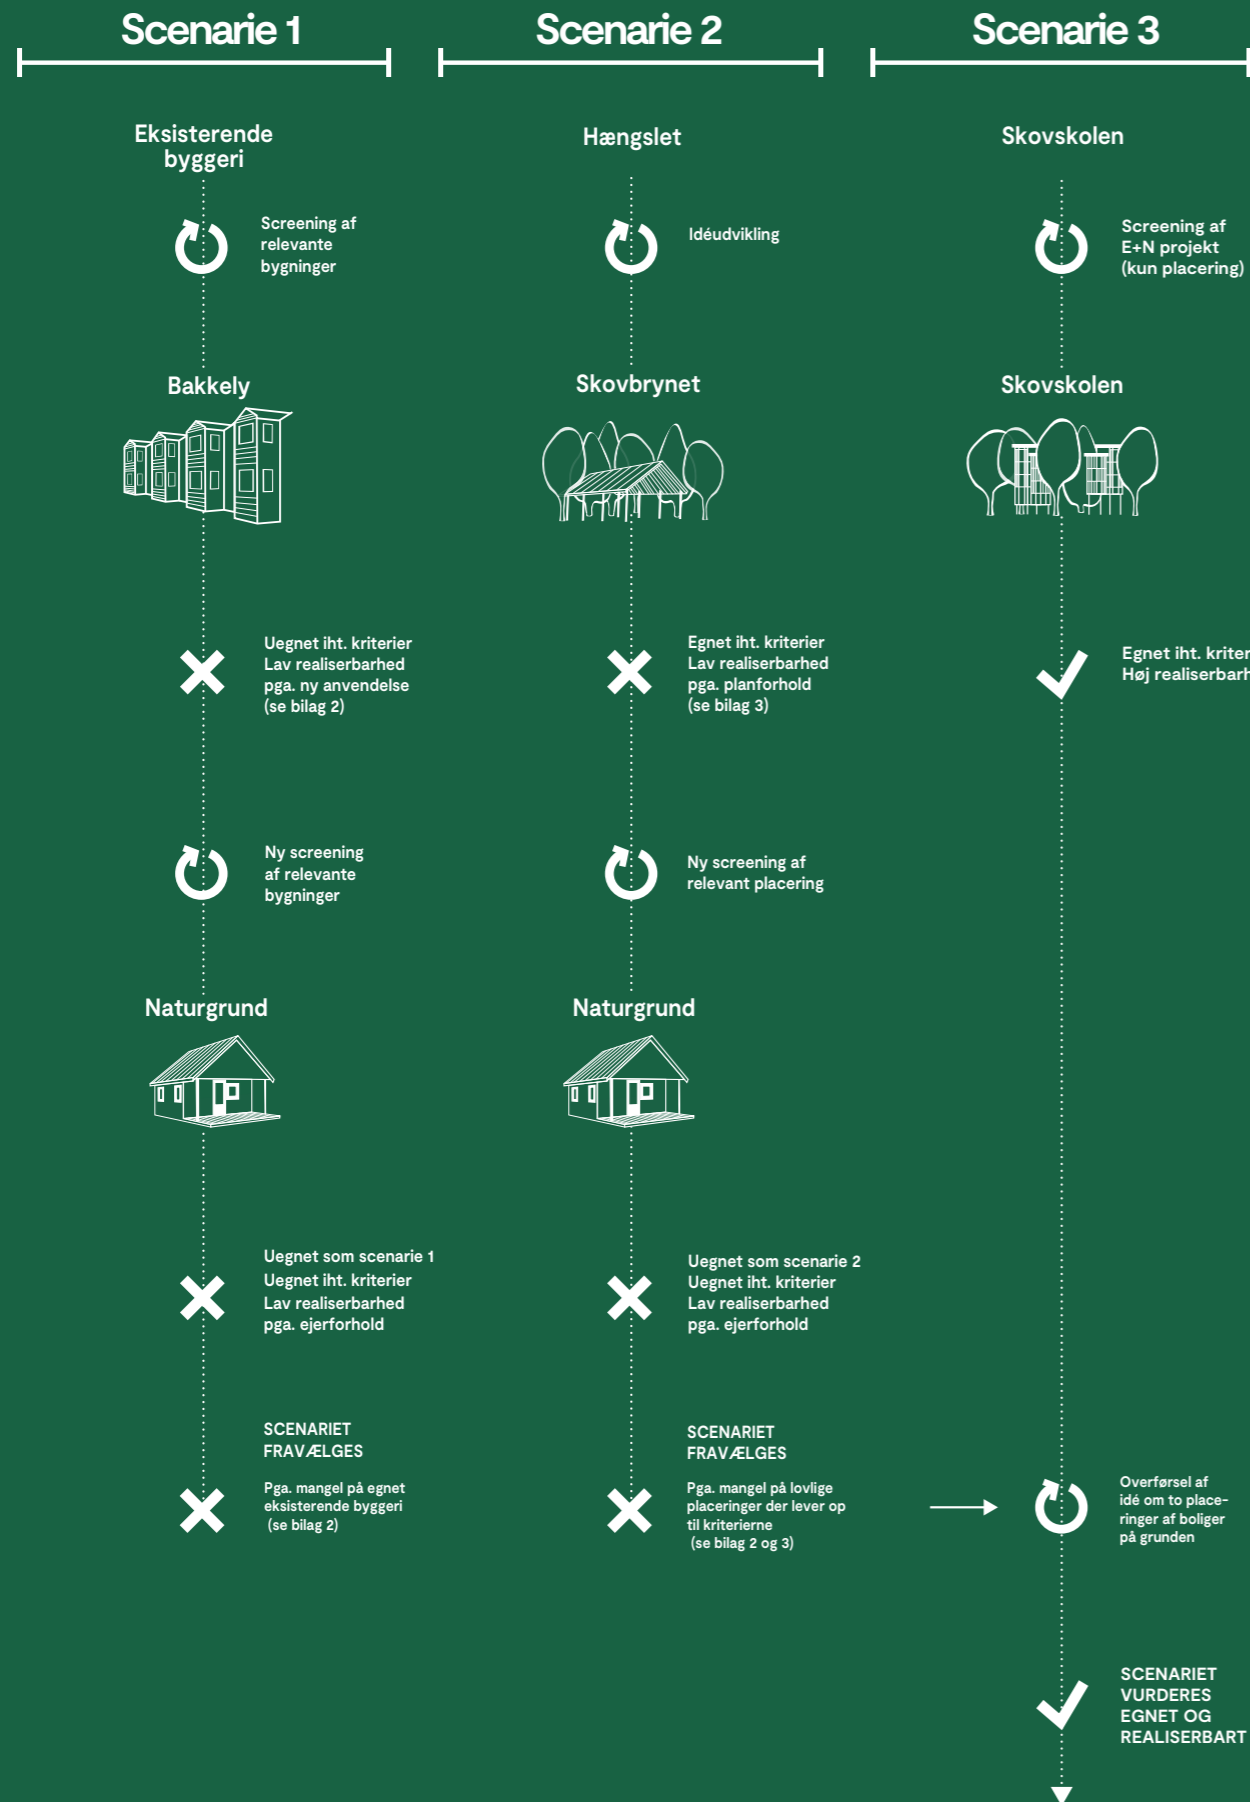 Scenarie 1
Eksisterende
byggeri
Screening af
relevante
bygninger
Bakkely
Uegnet iht. kriterier
Lav realiserbarhed
pga. ny anvendelse
(se bilag 2)
Ny screening
af relevante
bygninger
Naturgrund
Uegnet som scenarie 1
Uegnet iht. kriterier
Lav realiserbarhed
pga. ejerforhold
SCENARIET
FRAVÆLGES
Pga. mangel på egnet
eksisterende byggeri
(se bilag 2)
Scenarie 2
Hængslet
Idéudvikling
Skovbrynet
Egnet iht. kriterier
Lav realiserbarhed
pga. planforhold
(se bilag 3)
Ny screening af
relevant placering
Naturgrund
Uegnet som scenarie 2
Uegnet iht. kriterier
Lav realiserbarhed
pga. ejerforhold
SCENARIET
FRAVÆLGES
Pga. mangel på lovlige
placeringer der lever op
til kriterierne
(se bilag 2 og 3)
Scenarie 3
Skovskolen
Screening af
E+N projekt
(kun placering)
Skovskolen
Egnet iht.
Høj
Overførsel af
idé om to place-
ringer af boliger
på grunden
SCENARIET
VURDERES
EGNET OG
REALISERBART